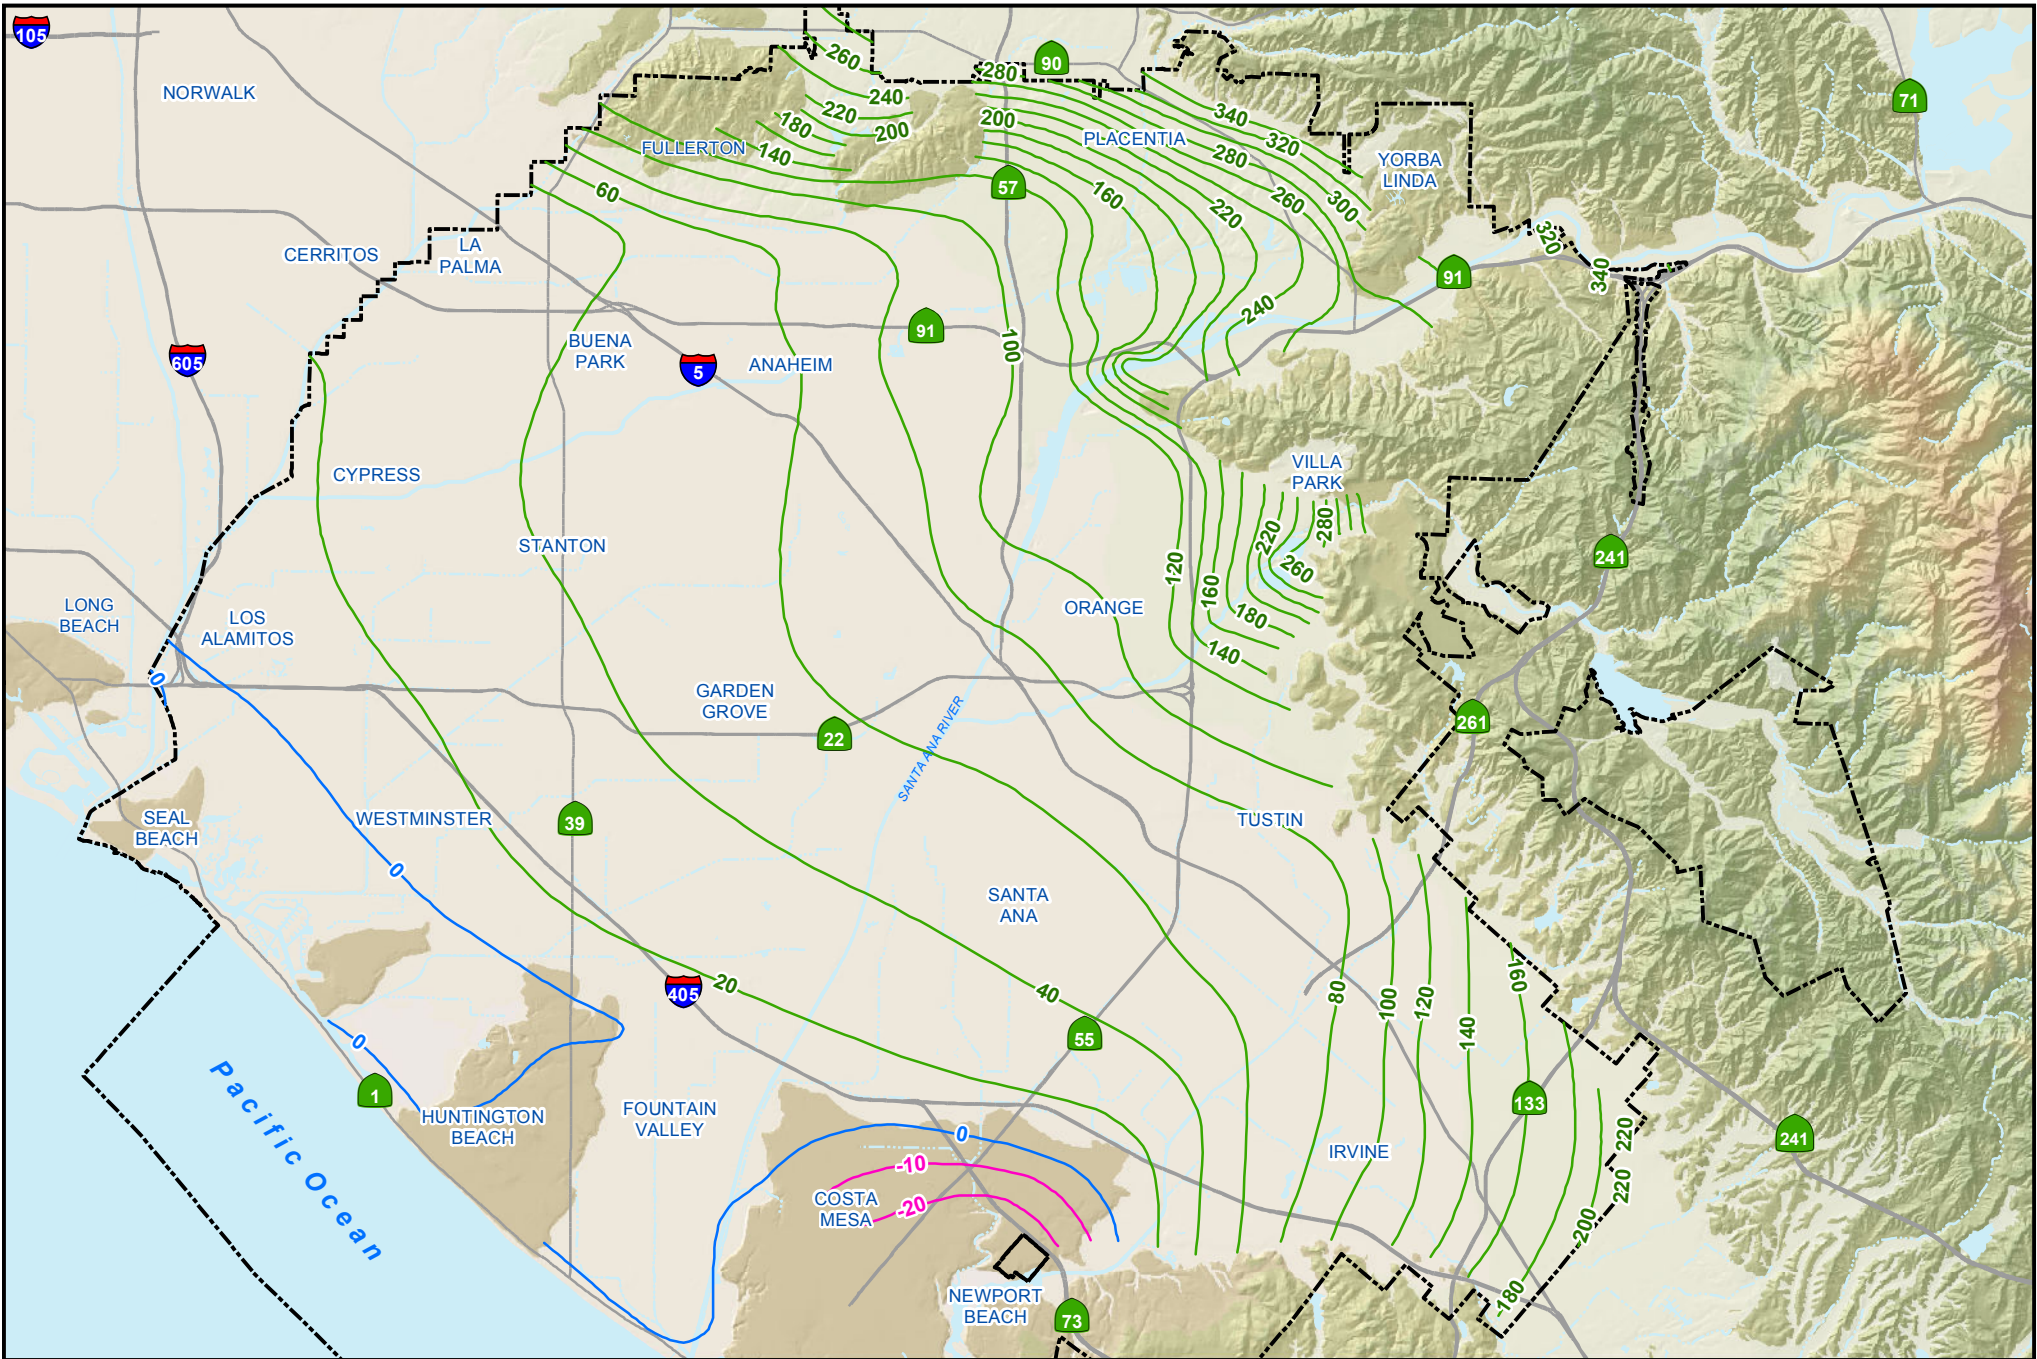 105
NORWALK
260
280
90
71
240
220
200
180
140
200
340
PLACENTIA
320
280
FULLERTON
YORBA
LINDA
60
57
160
220
260
300
CERRITOS
LA
PALMA
320
340
91
240
91
100
605
BUENA
PARK
5
ANAHEIM
CYPRESS
VILLA
PARK
STANTON
220
280
241
120
260
160
180
140
LONG
BEACH
LOS
ALAMITOS
ORANGE
0
GARDEN
GROVE
22
SANTA ANA RIVER
261
SEAL
BEACH
WESTMINSTER
39
TUSTIN
0
SANTA
ANA
20
405
40
80
100
120
140
160
55
0
1
Pacific Ocean
HUNTINGTON
BEACH
FOUNTAIN
VALLEY
133
241
220
0
-10
IRVINE
COSTA
MESA
-20
220
200
NEWPORT
BEACH
73
180